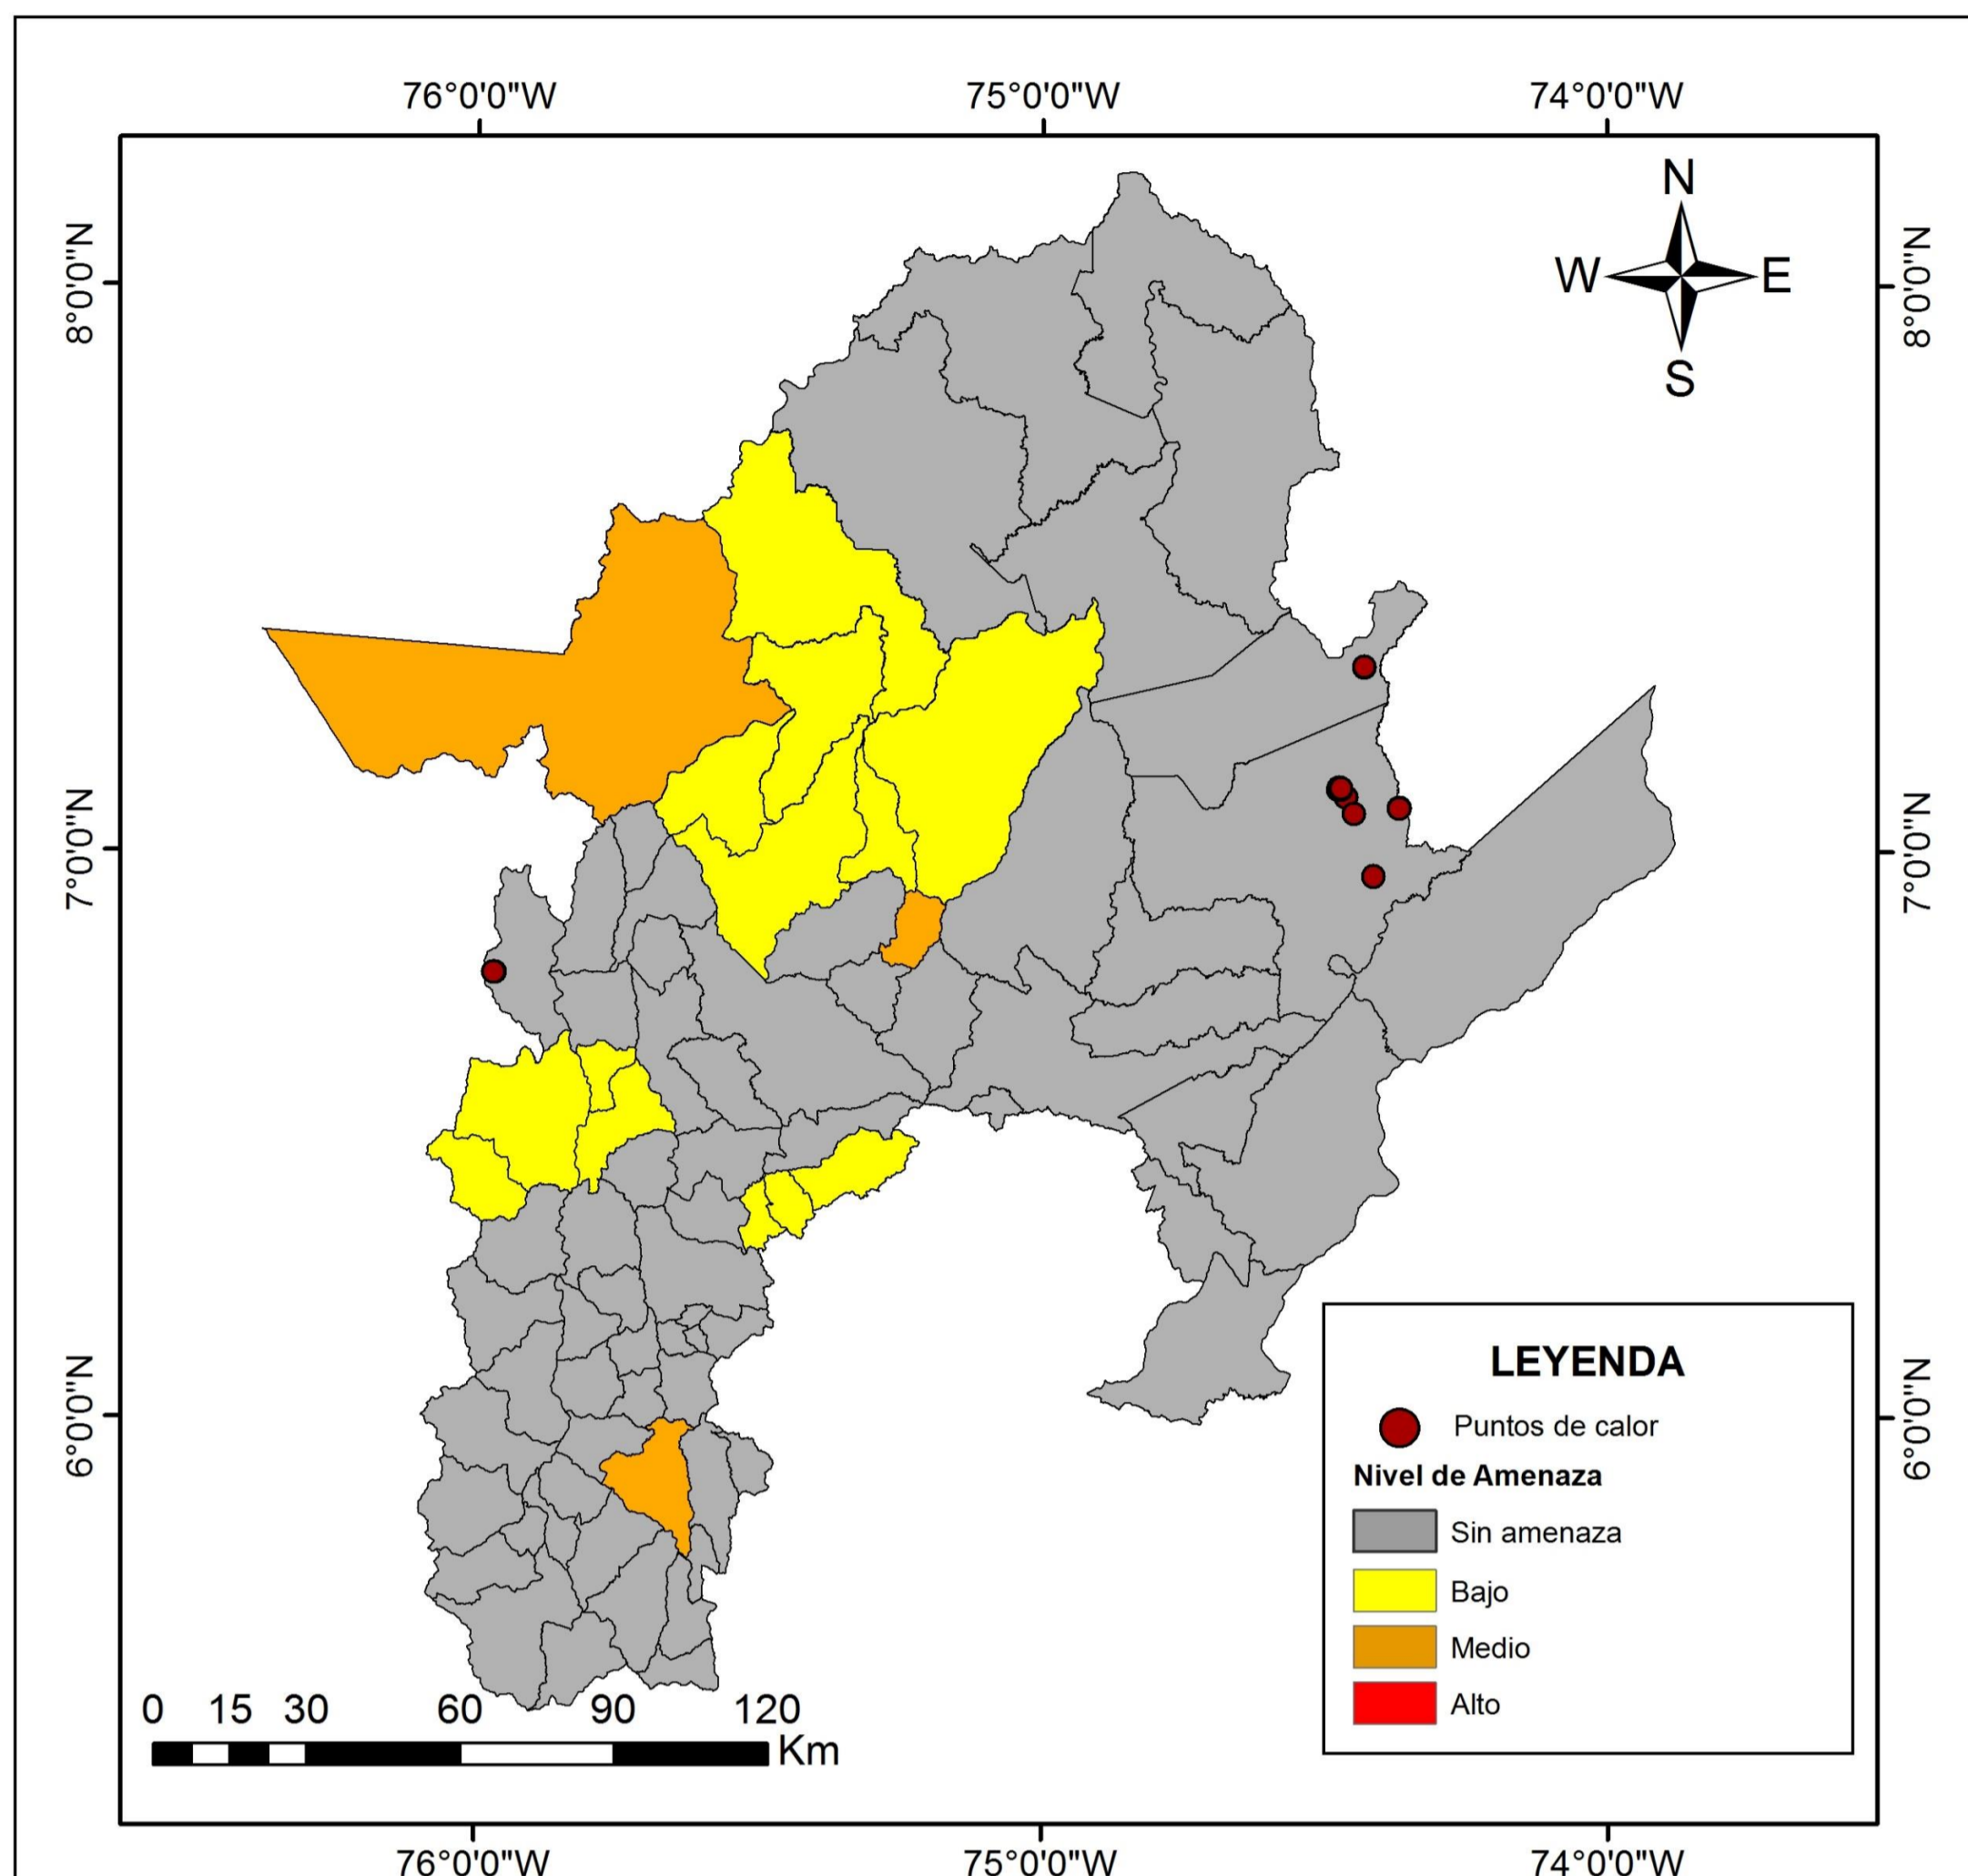 76°0'0"W 75°0'0"W 74°0'0"W
N
W E
S
8°0'0"N 8°0'0"N
7°0'0"N 7°0'0"N
6°0'0"N 6°0'0"N
LEYENDA
Puntos de calor
Nivel de Amenaza
Sin amenaza
Bajo
Medio
Alto
0 15 30 60 90 120
Km
76°0'0"W 75°0'0"W 74°0'0"W